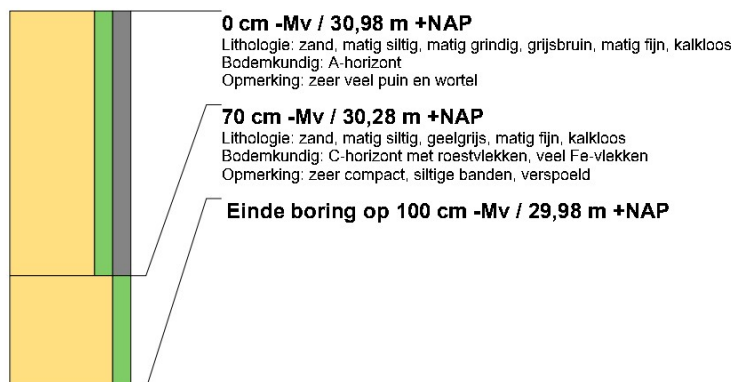 0 cm -Mv / 30,98 m +NAP
Lithologie: zand, matig siltig, matig grindig, grijsbruin, matig fijn, kalkloos
Bodemkundig: A-horizont
Opmerking: zeer veel puin en wortel
70 cm -Mv / 30,28 m +NAP
Lithologie: zand, matig siltig, geelgrijs, matig fijn, kalkloos
Bodemkundig: C-horizont met roestvlekken, veel Fe-vlekken
Opmerking: zeer compact, siltige banden, verspoeld
Einde boring op 100 cm -Mv / 29,98 m +NAP